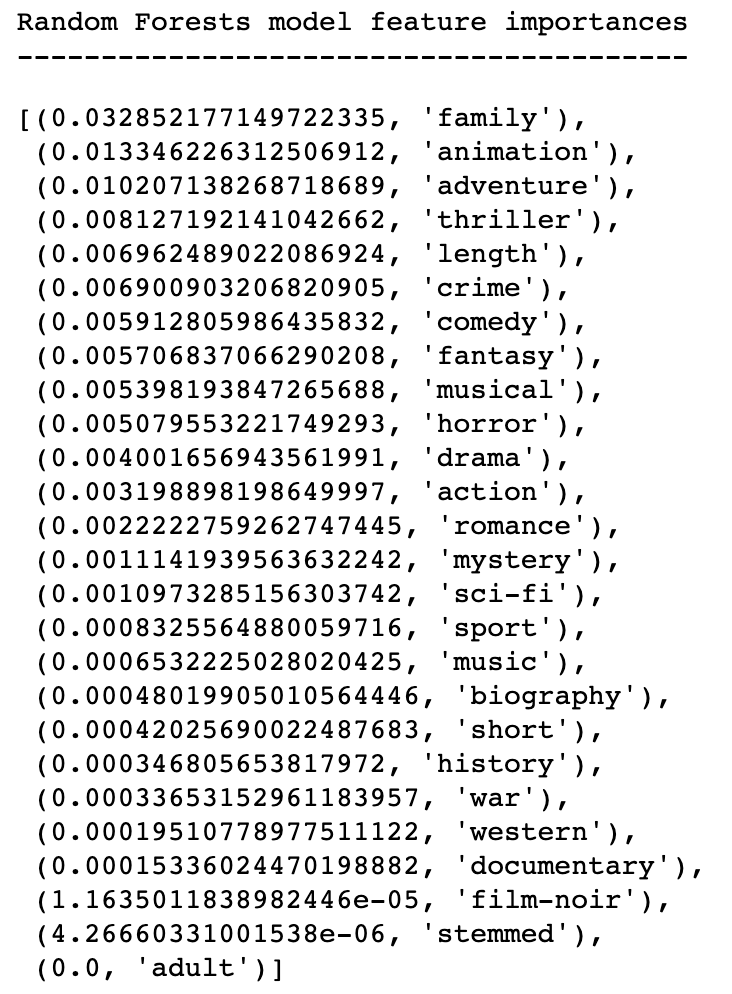 Random Forests model feature importances
----------------------------------------
[(0.032852177149722335, 'family'),
(0.013346226312506912, 'animation'),
(0.010207138268718689, 'adventure'),
(0.008127192141042662, 'thriller'),
(0.006962489022086924, 'length'),
(0.006900903206820905, 'crime'),
(0.005912805986435832, 'comedy'),
(0.005706837066290208, 'fantasy'),
(0.005398193847265688, 'musical'),
(0.005079553221749293, 'horror'),
(0.004001656943561991, 'drama'),
(0.003198898198649997, 'action'),
(0.0022222759262747445, 'romance'),
(0.0011141939563632242, 'mystery'),
(0.0010973285156303742, 'sci-fi'),
(0.0008325564880059716, 'sport'),
(0.0006532225028020425, 'music'),
(0.00048019905010564446, 'biography'),
(0.00042025690022487683, 'short'),
(0.000346805653817972, 'history'),
(0.00033653152961183957, 'war'),
(0.00019510778977511122, 'western'),
(0.00015336024470198882, 'documentary'),
(1.1635011838982446e-05, 'film-noir'),
(4.26660331001538e-06, 'stemmed'),
(0.0, 'adult')]